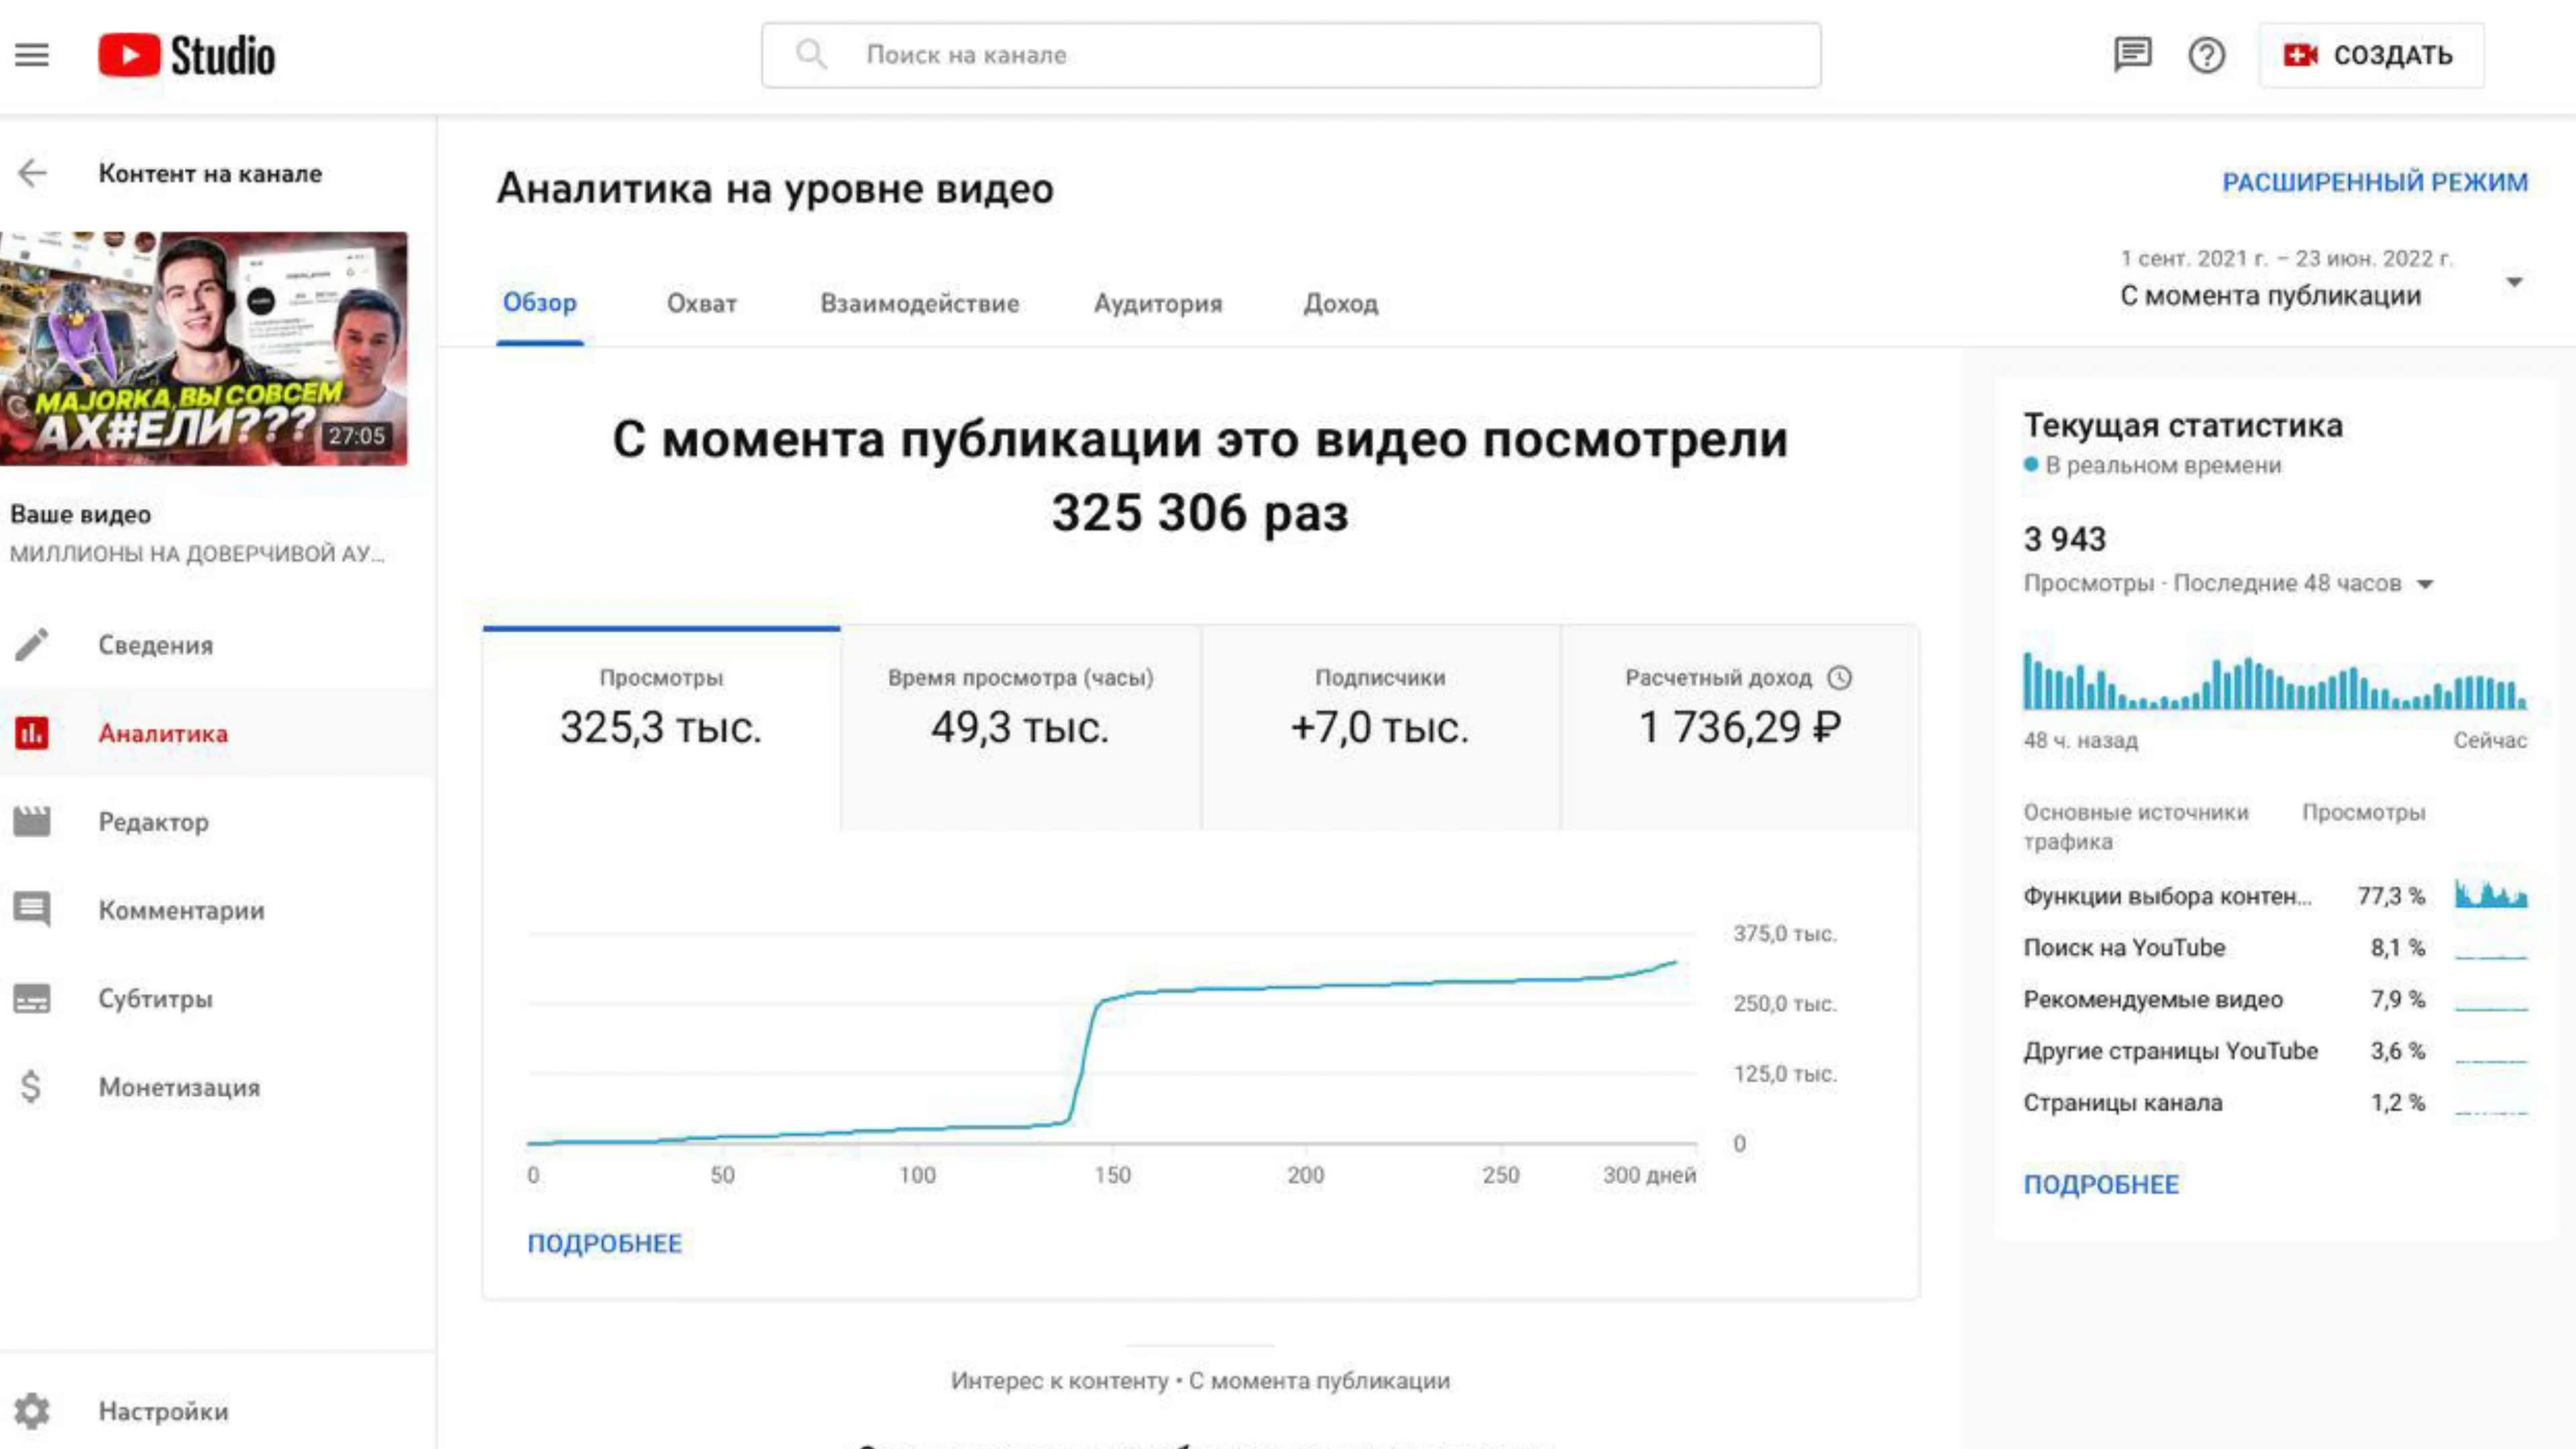 Studio
Поиск на канале
СОЗДАТЬ
Контент на канале
MAJORKA, ВЫ СОВСЕМ
АХ#ЕЛИ???
27:05
Ваше видео
МИЛЛИОНЫ НА ДОВЕРЧИВОЙ АУ...
Сведения
Аналитика
Редактор
Комментарии
Субтитры
Монетизация
Настройки
Аналитика на уровне видео
РАСШИРЕННЫЙ РЕЖИМ
Обзор
Охват
Взаимодействие
Аудитория
Доход
1 сент. 2021 г. – 23 июн. 2022 г.
С момента публикации
С момента публикации это видео посмотрели
325 306 раз
Просмотры
325,3 тыс.
Время просмотра (часы)
49,3 тыс.
Подписчики
+7,0 тыс.
Расчетный доход
1 736,29 ₽
375,0 тыс.
250,0 тыс.
125,0 тыс.
0
0 50 100 150 200 250 300 дней
ПОДРОБНЕЕ
Интерес к контенту • С момента публикации
Текущая статистика
В реальном времени
3 943
Просмотры · Последние 48 часов
48 ч. назад
Сейчас
Основные источники трафика
Просмотры
Функции выбора контен... 77,3 %
Поиск на YouTube 8,1 %
Рекомендуемые видео 7,9 %
Другие страницы YouTube 3,6 %
Страницы канала 1,2 %
ПОДРОБНЕЕ